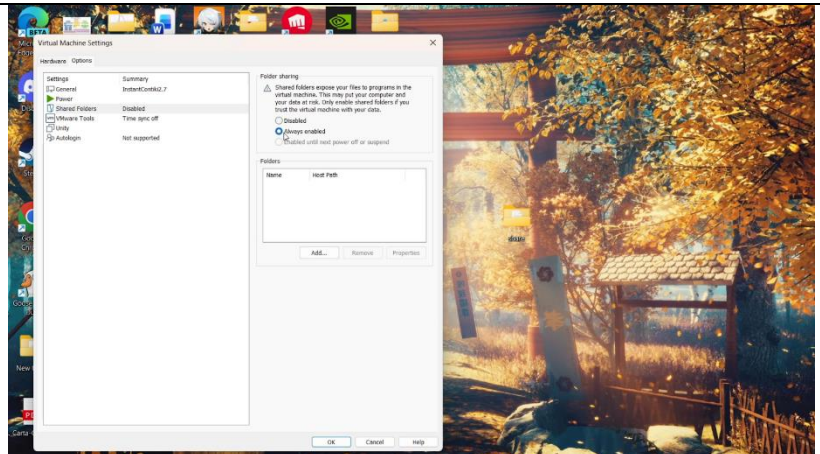 BETA
Virtual Machine Settings
Hardware Options
Settings Summary
General InstantContiki2.7
Power
Shared Folders Disabled
VMware Tools Time sync off
Unity
Autologin Not supported
Folder sharing
Shared folders expose your files to programs in the
virtual machine. This may put your computer and
your data at risk. Only enable shared folders if you
trust the virtual machine with your data.
Disabled
Always enabled
Enabled until next power off or suspend
Folders
Name Host Path
Add... Remove Properties
OK Cancel Help